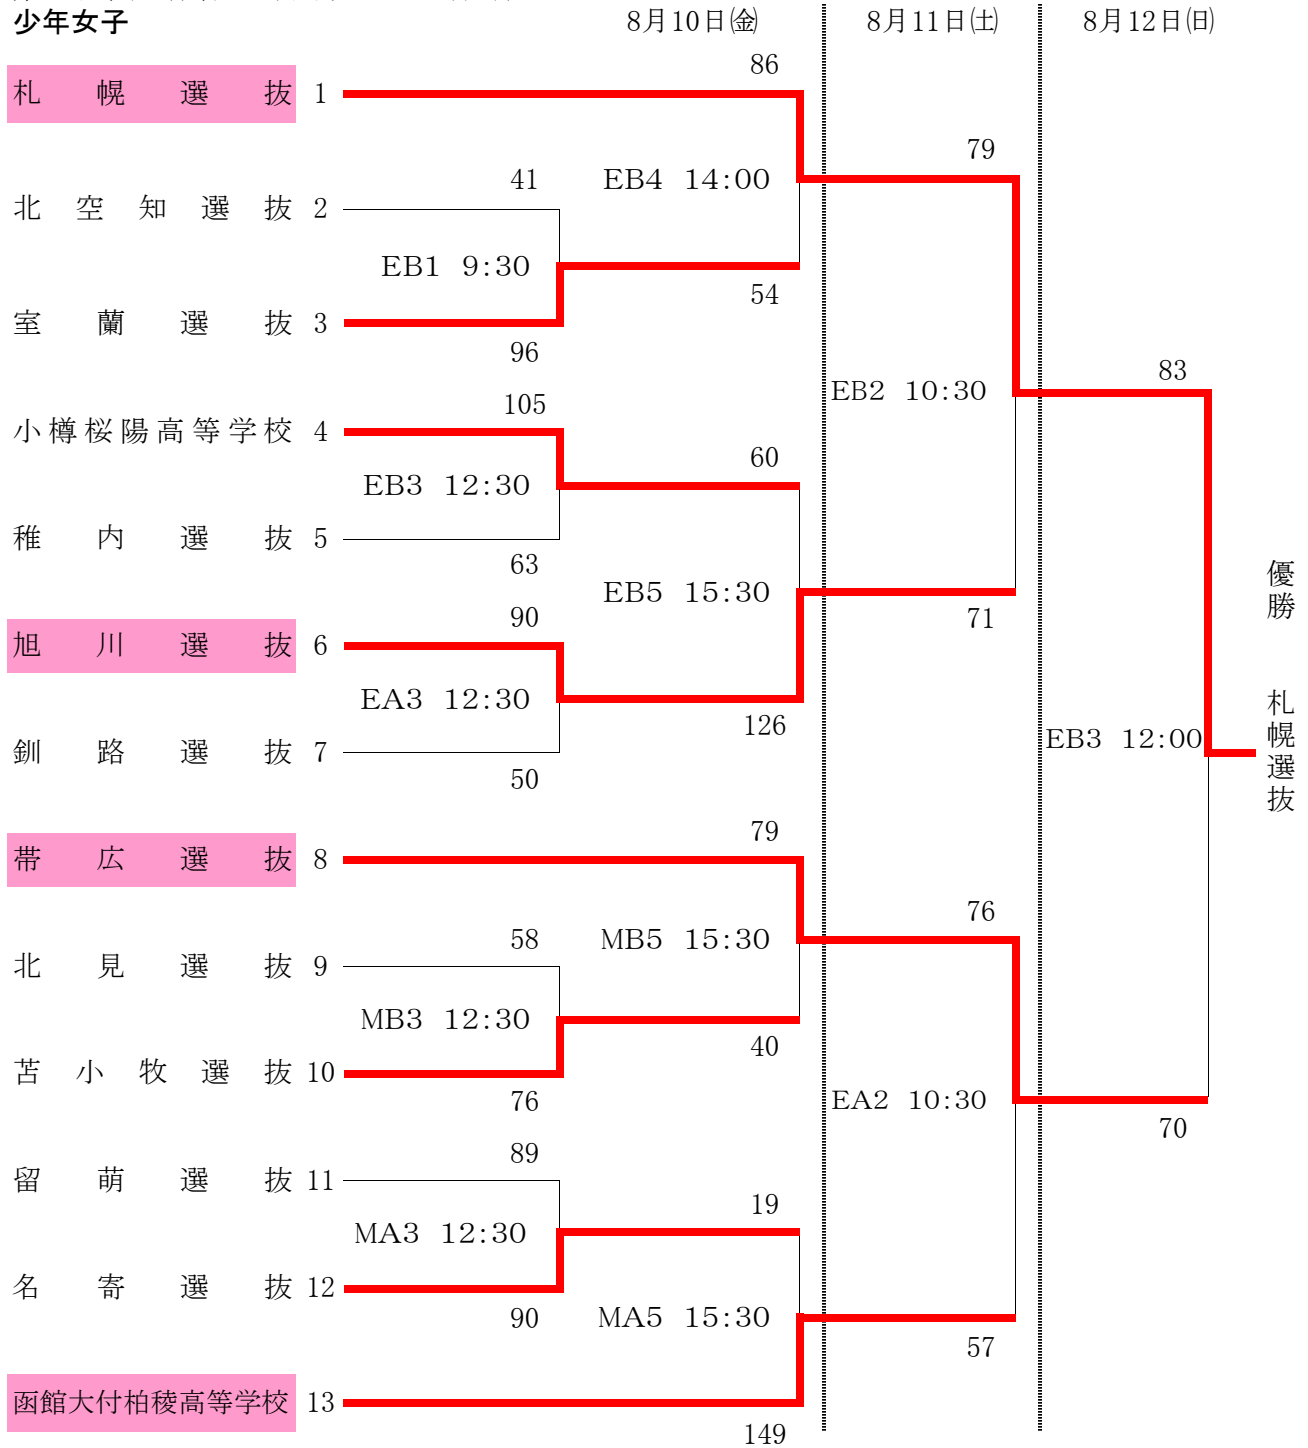 少年女子 8月10日㈮ 8月11日㈯ 8月12日㈰
86
札幌選抜 1
79
41 EB4 14:00
北空知選抜 2
EB1 9:30
54
室蘭選抜 3
96
83
EB2 10:30
105
小樽桜陽高等学校 4
60
EB3 12:30
稚内選抜 5
63
EB5 15:30
90 71
旭川選抜 6
EA3 12:30
126
EB3 12:00
釧路選抜 7
50
優勝 札幌選抜
79
帯広選抜 8
76
58 MB5 15:30
北見選抜 9
MB3 12:30
40
苫小牧選抜 10
76
EA2 10:30
70
89
留萌選抜 11
19
MA3 12:30
名寄選抜 12
90 MA5 15:30
57
函館大付柏稜高等学校 13
149